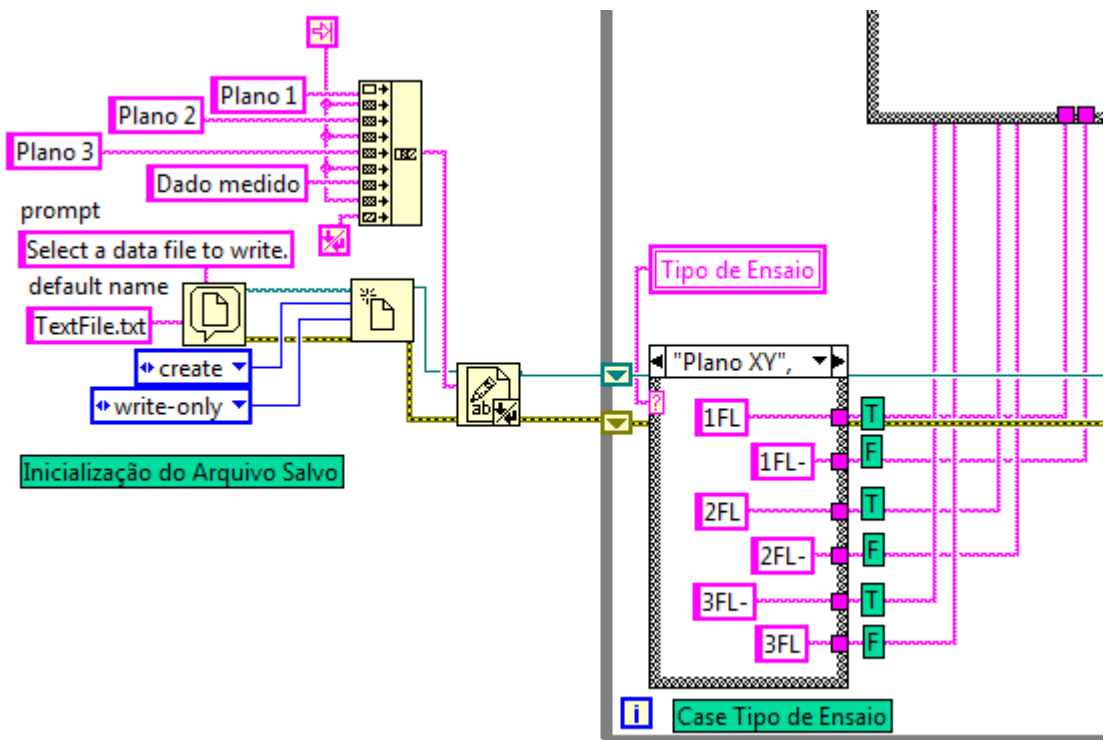 Plano 1
Plano 2
Plano 3
Dado medido
prompt
Select a data file to write.
default name
TextFile.txt
create
write-only
ab
Inicialização do Arquivo Salvo
Tipo de Ensaio
"Plano XY",
?
1FL
T
1FL-
F
2FL
T
2FL-
F
3FL-
T
3FL
F
i
Case Tipo de Ensaio